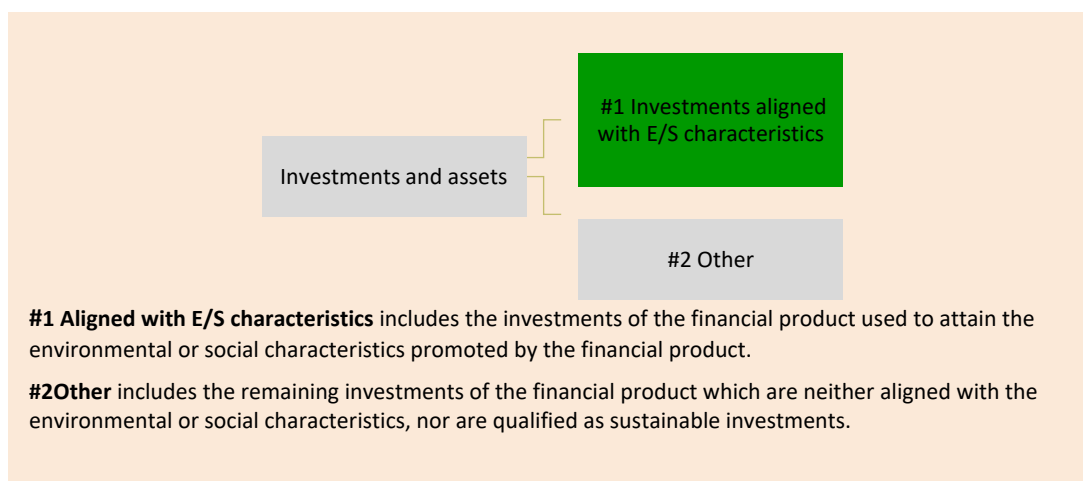 #1 Investments aligned
with E/S characteristics
Investments and assets
#2 Other
#1 Aligned with E/S characteristics includes the investments of the financial product used to attain the
environmental or social characteristics promoted by the financial product.
#2Other includes the remaining investments of the financial product which are neither aligned with the
environmental or social characteristics, nor are qualified as sustainable investments.